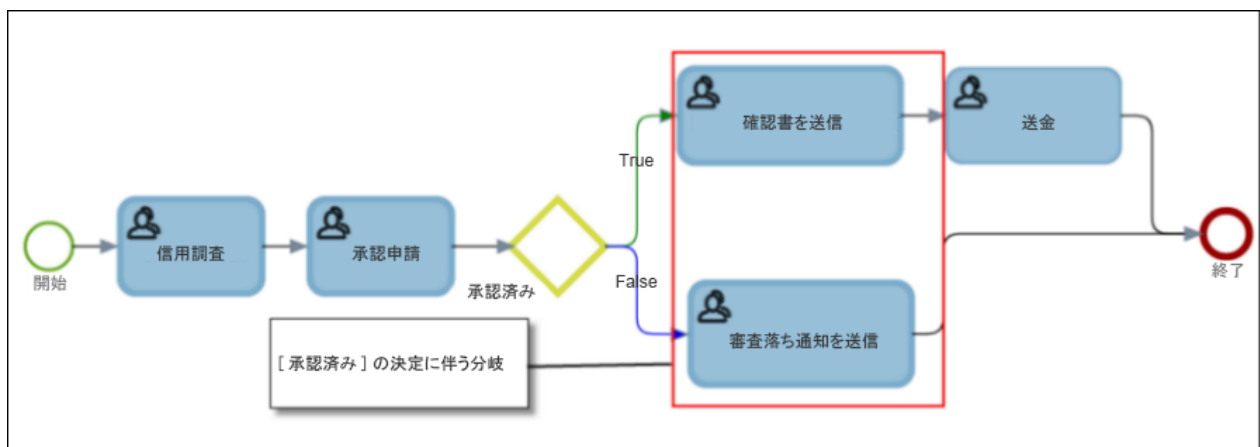 開始
信用調査
承認申請
承認済み
True
False
確認書を送信
送金
審査落ち通知を送信
終了
[ 承認済み ] の決定に伴う分岐